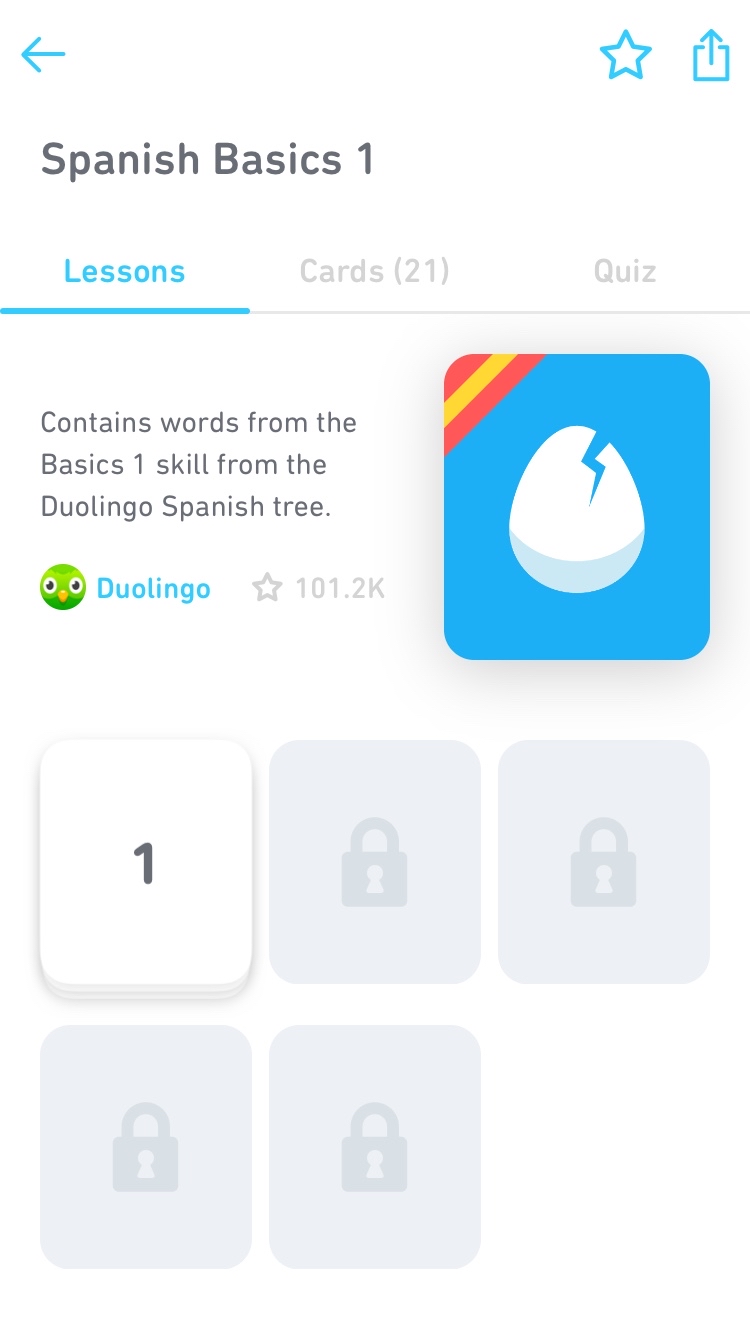 Spanish Basics 1
Lessons
Cards (21)
Quiz
Contains words from the
Basics 1 skill from the
Duolingo Spanish tree.
Duolingo
101.2K
1